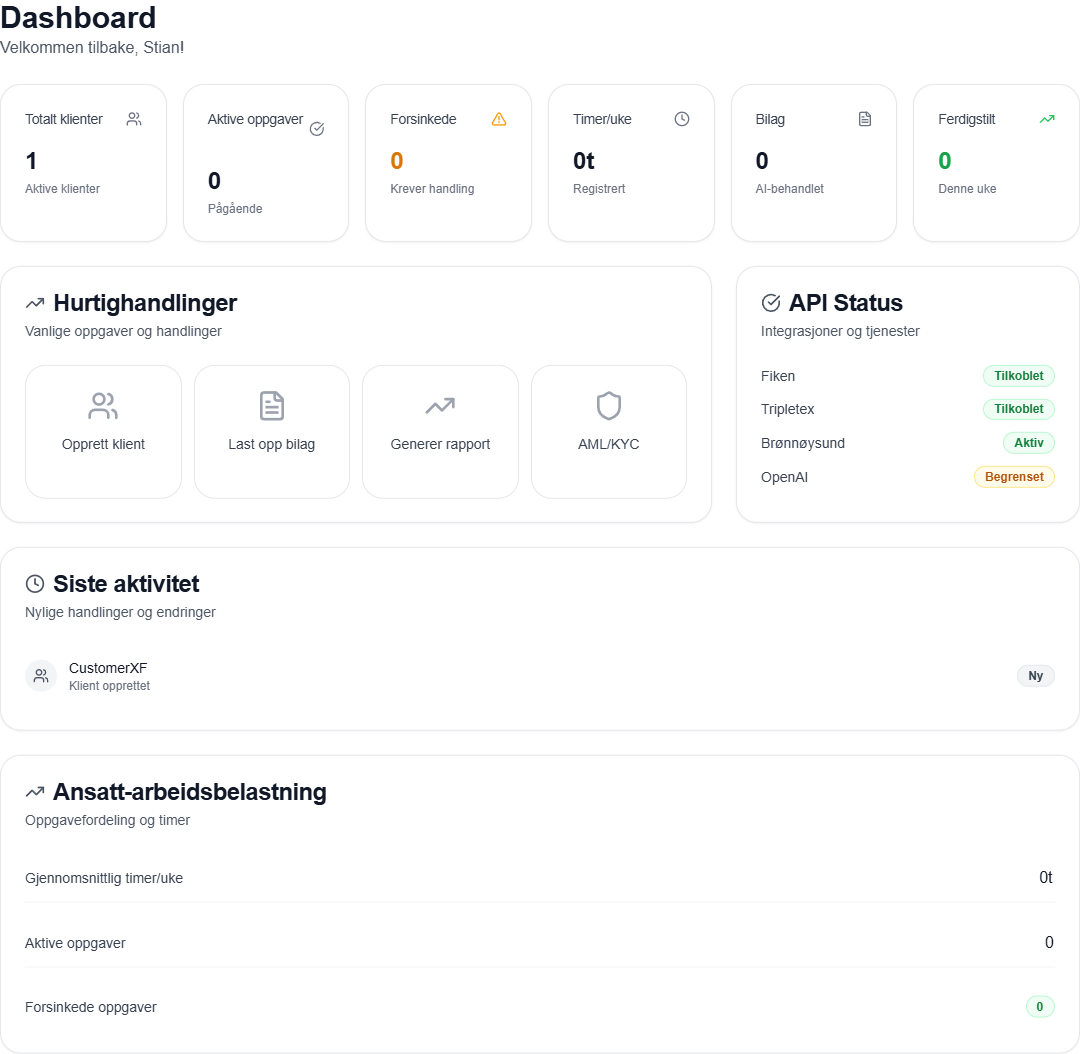 Dashboard
Velkommen tilbake, Stian!
Totalt klienter
1
Aktive klienter
Aktive oppgaver
0
Pågående
Forsinkede
0
Krever handling
Timer/uke
0t
Registrert
Bilag
0
AI-behandlet
Ferdigstilt
0
Denne uke
Hurtighandlinger
Vanlige oppgaver og handlinger
Opprett klient
Last opp bilag
Generer rapport
AML/KYC
API Status
Integrasjoner og tjenester
Fiken Tilkoblet
Tripletex Tilkoblet
Brønnøysund Aktiv
OpenAI Begrenset
Siste aktivitet
Nylige handlinger og endringer
CustomerXF
Klient opprettet
Ny
Ansatt-arbeidsbelastning
Oppgavefordeling og timer
Gjennomsnittlig timer/uke 0t
Aktive oppgaver 0
Forsinkede oppgaver 0